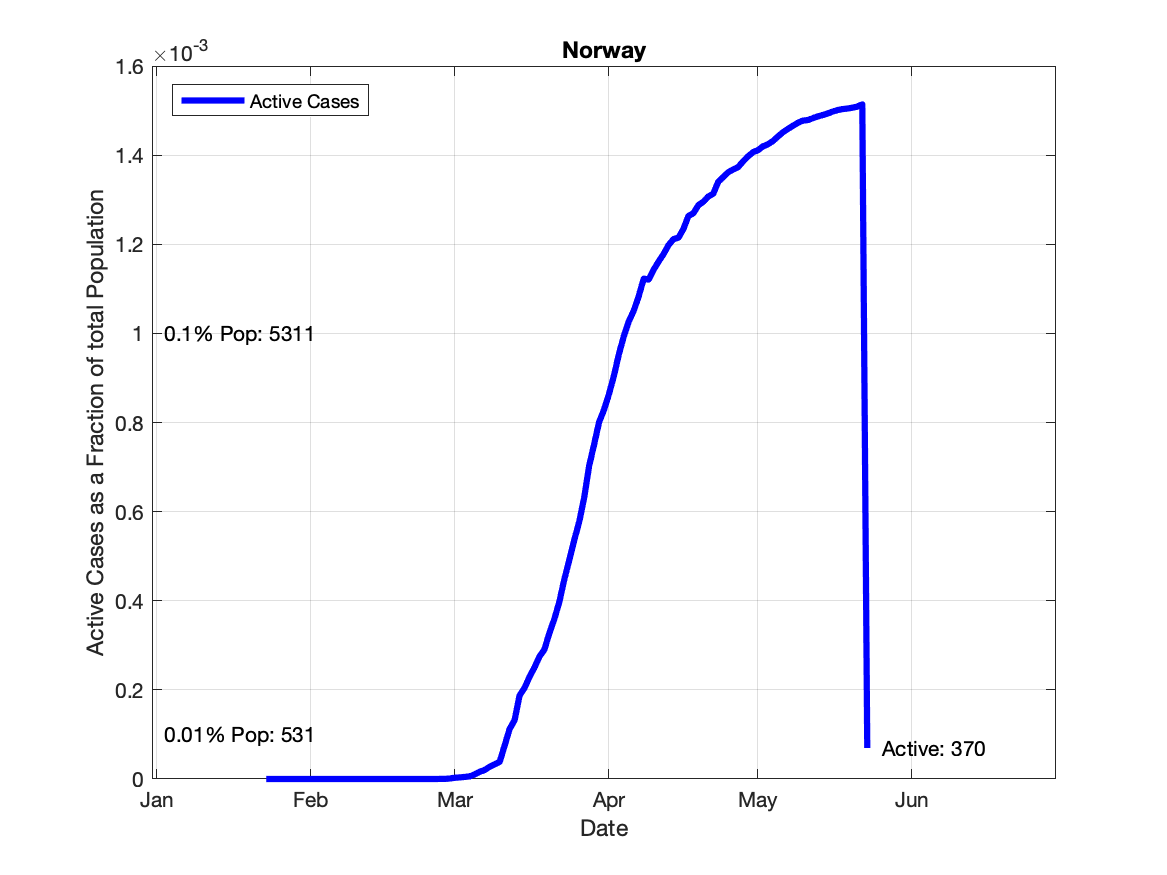 Norway
×10-3
1.6
1.4
1.2
1
0.8
0.6
0.4
0.2
0
Active Cases
0.1% Pop: 5311
0.01% Pop: 531
Active: 370
Active Cases as a Fraction of total Population
Jan Feb Mar Apr May Jun
Date